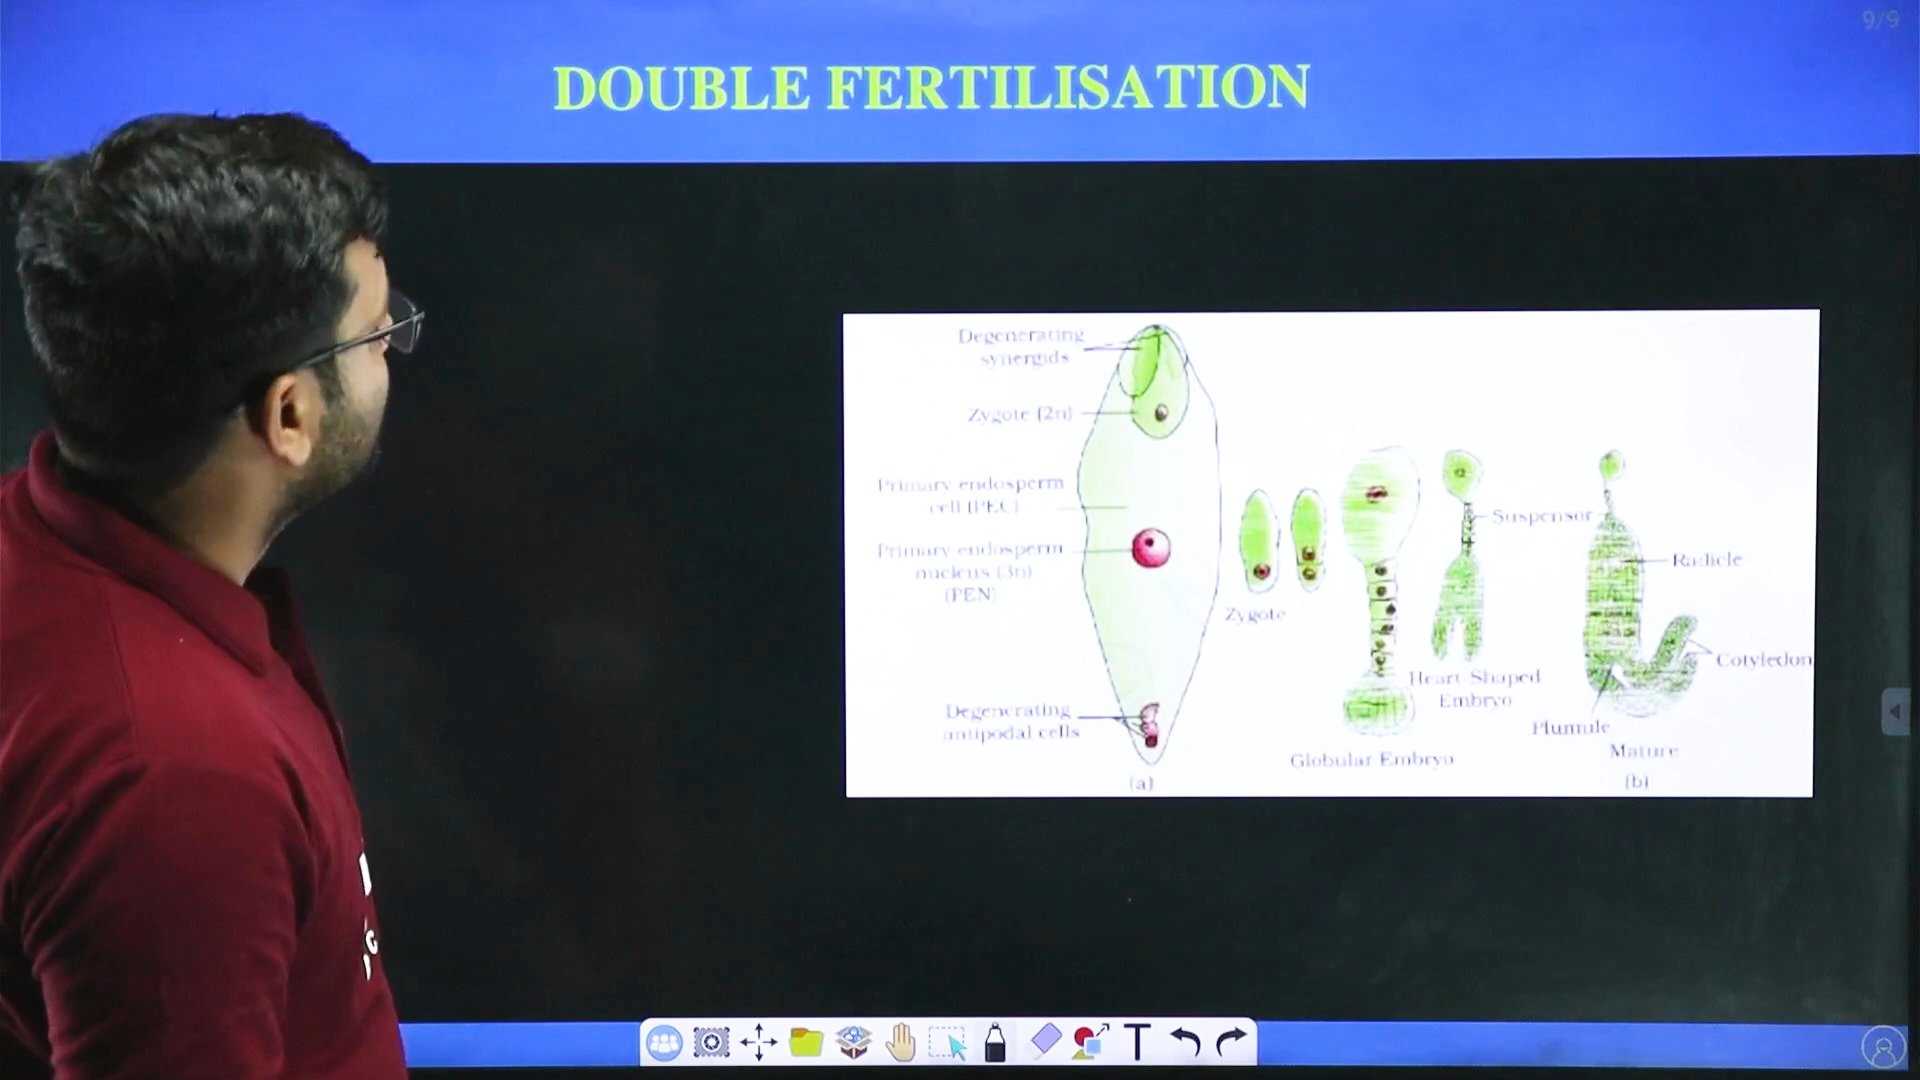 9/9
DOUBLE FERTILISATION
Degenerating
synergids
Zygote (2n)
Primary endosperm
cell (PEC)
Primary endosperm
nucleus (3n)
(PEN)
Degenerating
antipodal cells
(a)
Zygote
Globular Embryo
Heart-Shaped
Embryo
Suspensor
Radicle
Cotyledon
Plumule
Mature
(b)
T